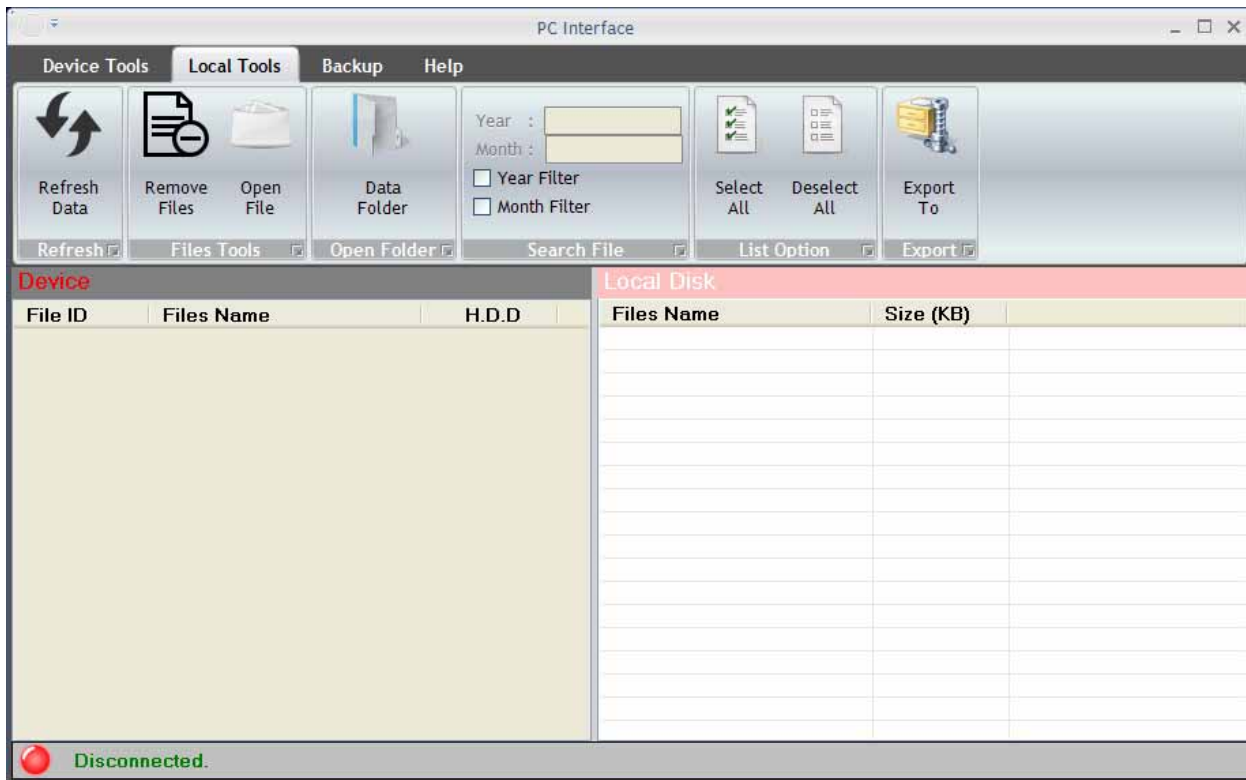 PC Interface
Device Tools Local Tools Backup Help
Year :
Month :
Year Filter
Month Filter
Refresh Data
Remove Files
Open File
Data Folder
Select All
Deselect All
Export To
Refresh Files Tools Open Folder Search File List Option Export
Device Local Disk
File ID Files Name H.D.D Files Name Size (KB)
Disconnected.